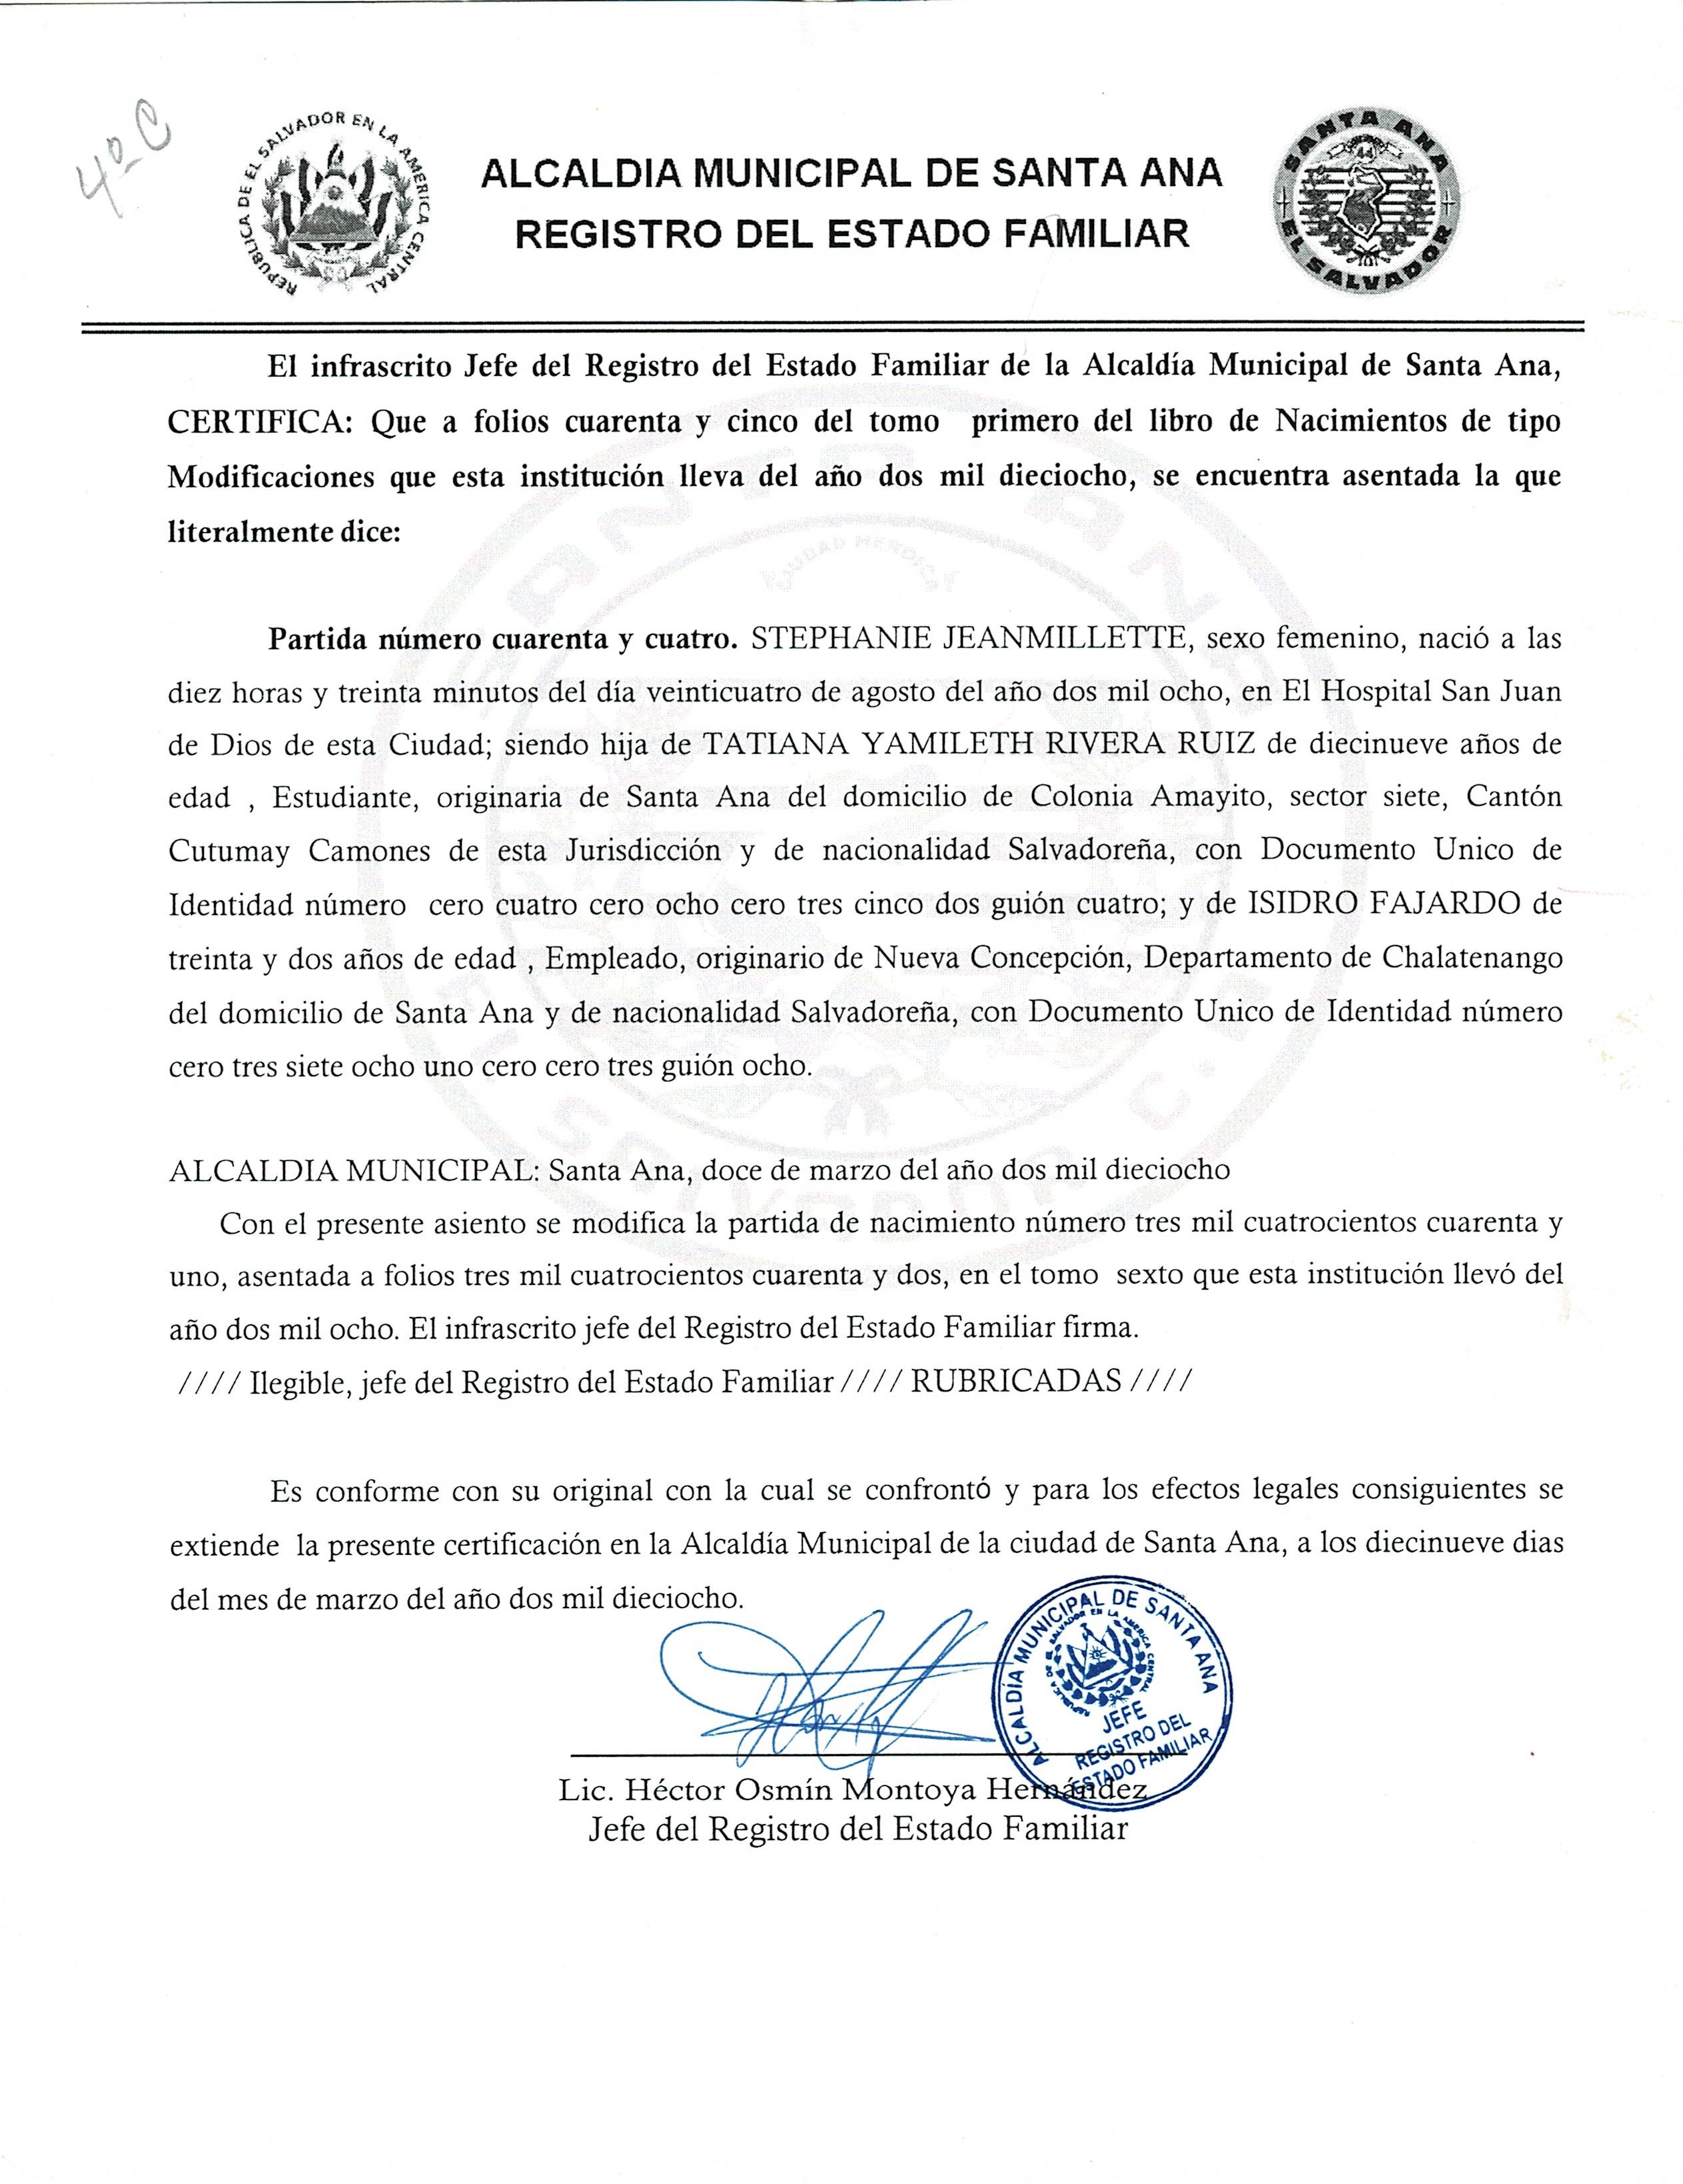 4º C
REPUBLICA DE EL SALVADOR EN LA AMERICA CENTRAL
ALCALDIA MUNICIPAL DE SANTA ANA
REGISTRO DEL ESTADO FAMILIAR
SANTA ANA
44
EL SALVADOR
El infrascrito Jefe del Registro del Estado Familiar de la Alcaldía Municipal de Santa Ana,
CERTIFICA: Que a folios cuarenta y cinco del tomo primero del libro de Nacimientos de tipo
Modificaciones que esta institución lleva del año dos mil dieciocho, se encuentra asentada la que
literalmente dice:
Partida número cuarenta y cuatro. STEPHANIE JEANMILLETTE, sexo femenino, nació a las
diez horas y treinta minutos del día veinticuatro de agosto del año dos mil ocho, en El Hospital San Juan
de Dios de esta Ciudad; siendo hija de TATIANA YAMILETH RIVERA RUIZ de diecinueve años de
edad , Estudiante, originaria de Santa Ana del domicilio de Colonia Amayito, sector siete, Cantón
Cutumay Camones de esta Jurisdicción y de nacionalidad Salvadoreña, con Documento Unico de
Identidad número cero cuatro cero ocho cero tres cinco dos guión cuatro; y de ISIDRO FAJARDO de
treinta y dos años de edad , Empleado, originario de Nueva Concepción, Departamento de Chalatenango
del domicilio de Santa Ana y de nacionalidad Salvadoreña, con Documento Unico de Identidad número
cero tres siete ocho uno cero cero tres guión ocho.
ALCALDIA MUNICIPAL: Santa Ana, doce de marzo del año dos mil dieciocho
Con el presente asiento se modifica la partida de nacimiento número tres mil cuatrocientos cuarenta y
uno, asentada a folios tres mil cuatrocientos cuarenta y dos, en el tomo sexto que esta institución llevó del
año dos mil ocho. El infrascrito jefe del Registro del Estado Familiar firma.
//// Ilegible, jefe del Registro del Estado Familiar //// RUBRICADAS ////
Es conforme con su original con la cual se confrontó y para los efectos legales consiguientes se
extiende la presente certificación en la Alcaldía Municipal de la ciudad de Santa Ana, a los diecinueve dias
del mes de marzo del año dos mil dieciocho.
ALCALDÍA MUNICIPAL DE SANTA ANA
REPUBLICA DE EL SALVADOR EN LA AMERICA CENTRAL
JEFE
REGISTRO DEL
ESTADO FAMILIAR
Lic. Héctor Osmín Montoya Hernández
Jefe del Registro del Estado Familiar